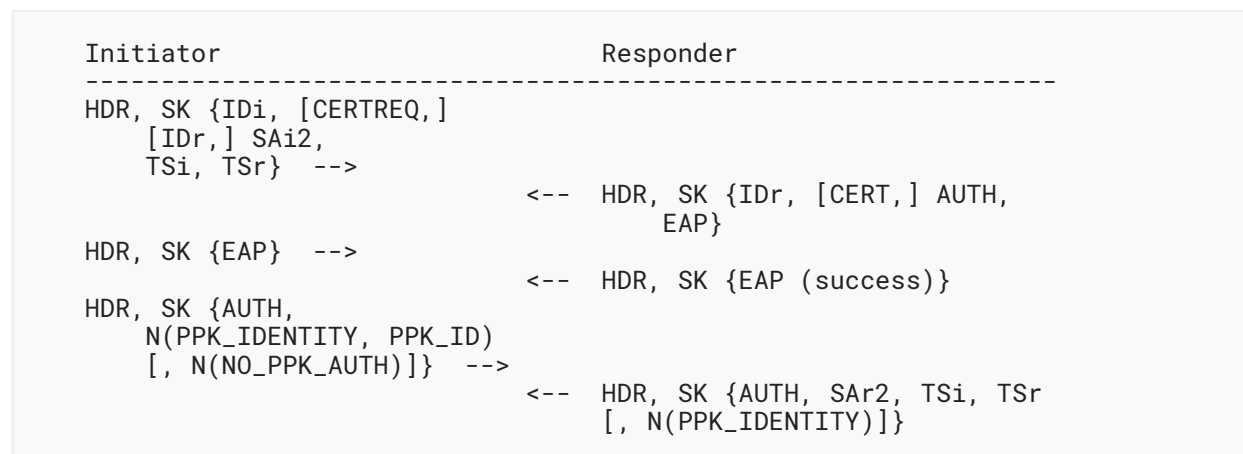 Initiator                         Responder
----------------------------------------------------------------
HDR, SK {IDi, [CERTREQ,]
    [IDr,] SAi2,
    TSi, TSr}  -->
                             <--  HDR, SK {IDr, [CERT,] AUTH,
                                      EAP}
HDR, SK {EAP}  -->
                             <--  HDR, SK {EAP (success)}
HDR, SK {AUTH,
    N(PPK_IDENTITY, PPK_ID)
    [, N(NO_PPK_AUTH)]}  -->
                             <--  HDR, SK {AUTH, SAr2, TSi, TSr
                                  [, N(PPK_IDENTITY)]}